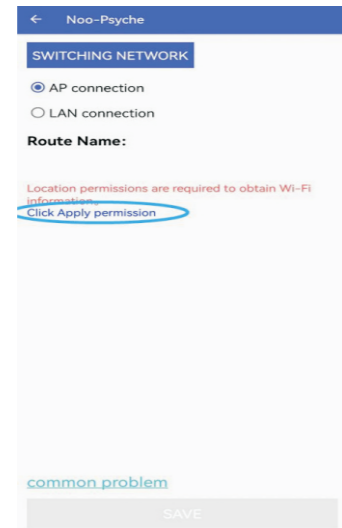 ← Noo-Psyche
SWITCHING NETWORK
AP connection
LAN connection
Route Name:
Location permissions are required to obtain Wi-Fi
information。
Click Apply permission
common problem
SAVE